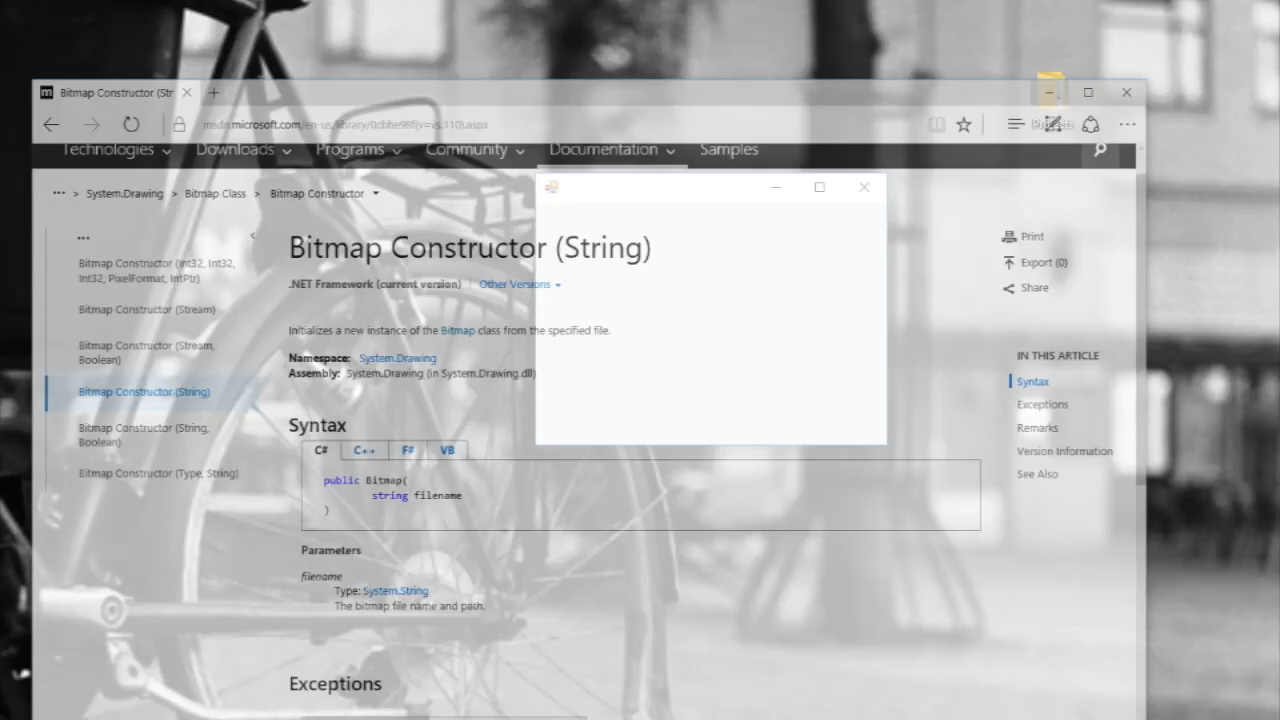 Bitmap Constructor (Str
msdn.microsoft.com/en-us/library/0cbhe98f(v=vs.110).aspx
Technologies Downloads Programs Community Documentation Samples
··· > System.Drawing > Bitmap Class > Bitmap Constructor
Bitmap Constructor (Int32, Int32,
Int32, PixelFormat, IntPtr)
Bitmap Constructor (Stream)
Bitmap Constructor (Stream,
Boolean)
Bitmap Constructor (String)
Bitmap Constructor (String,
Boolean)
Bitmap Constructor (Type, String)
Bitmap Constructor (String)
.NET Framework (current version) Other Versions
Initializes a new instance of the Bitmap class from the specified file.
Namespace: System.Drawing
Assembly: System.Drawing (in System.Drawing.dll)
Syntax
C# C++ F# VB
public Bitmap(
string filename
)
Parameters
filename
Type: System.String
The bitmap file name and path.
Exceptions
Print
Export (0)
Share
IN THIS ARTICLE
Syntax
Exceptions
Remarks
Version Information
See Also